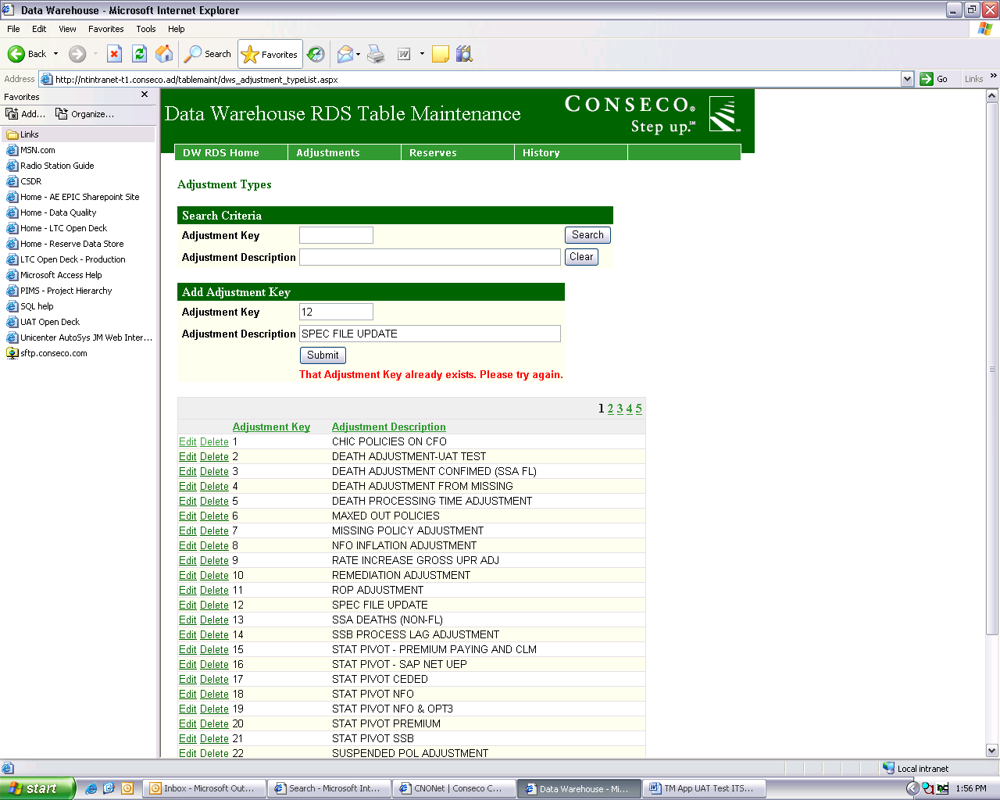 Data Warehouse - Microsoft Internet Explorer
File Edit View Favorites Tools Help
Back Search Favorites
Address http://ntintranet-t1.conseco.ad/tablemaint/dws_adjustment_typeList.aspx Go Links »
Favorites
Add... Organize...
Links
MSN.com
Radio Station Guide
CSDR
Home - AE EPIC Sharepoint Site
Home - Data Quality
Home - LTC Open Deck
Home - Reserve Data Store
LTC Open Deck - Production
Microsoft Access Help
PIMS - Project Hierarchy
SQL help
UAT Open Deck
Unicenter AutoSys JM Web Inter...
sftp.conseco.com
Data Warehouse RDS Table Maintenance
CONSECO®
Step up.℠
DW RDS Home Adjustments Reserves History
Adjustment Types
Search Criteria
Adjustment Key Search
Adjustment Description Clear
Add Adjustment Key
Adjustment Key 12
Adjustment Description SPEC FILE UPDATE
Submit
That Adjustment Key already exists. Please try again.
1 2 3 4 5
Adjustment Key Adjustment Description
Edit Delete 1 CHIC POLICIES ON CFO
Edit Delete 2 DEATH ADJUSTMENT-UAT TEST
Edit Delete 3 DEATH ADJUSTMENT CONFIMED (SSA FL)
Edit Delete 4 DEATH ADJUSTMENT FROM MISSING
Edit Delete 5 DEATH PROCESSING TIME ADJUSTMENT
Edit Delete 6 MAXED OUT POLICIES
Edit Delete 7 MISSING POLICY ADJUSTMENT
Edit Delete 8 NFO INFLATION ADJUSTMENT
Edit Delete 9 RATE INCREASE GROSS UPR ADJ
Edit Delete 10 REMEDIATION ADJUSTMENT
Edit Delete 11 ROP ADJUSTMENT
Edit Delete 12 SPEC FILE UPDATE
Edit Delete 13 SSA DEATHS (NON-FL)
Edit Delete 14 SSB PROCESS LAG ADJUSTMENT
Edit Delete 15 STAT PIVOT - PREMIUM PAYING AND CLM
Edit Delete 16 STAT PIVOT - SAP NET UEP
Edit Delete 17 STAT PIVOT CEDED
Edit Delete 18 STAT PIVOT NFO
Edit Delete 19 STAT PIVOT NFO & OPT3
Edit Delete 20 STAT PIVOT PREMIUM
Edit Delete 21 STAT PIVOT SSB
Edit Delete 22 SUSPENDED POL ADJUSTMENT
Local intranet
start Inbox - Microsoft Out... Search - Microsoft Int... CNONet | Conseco C... Data Warehouse - Mi... TM App UAT Test ITS... 1:56 PM